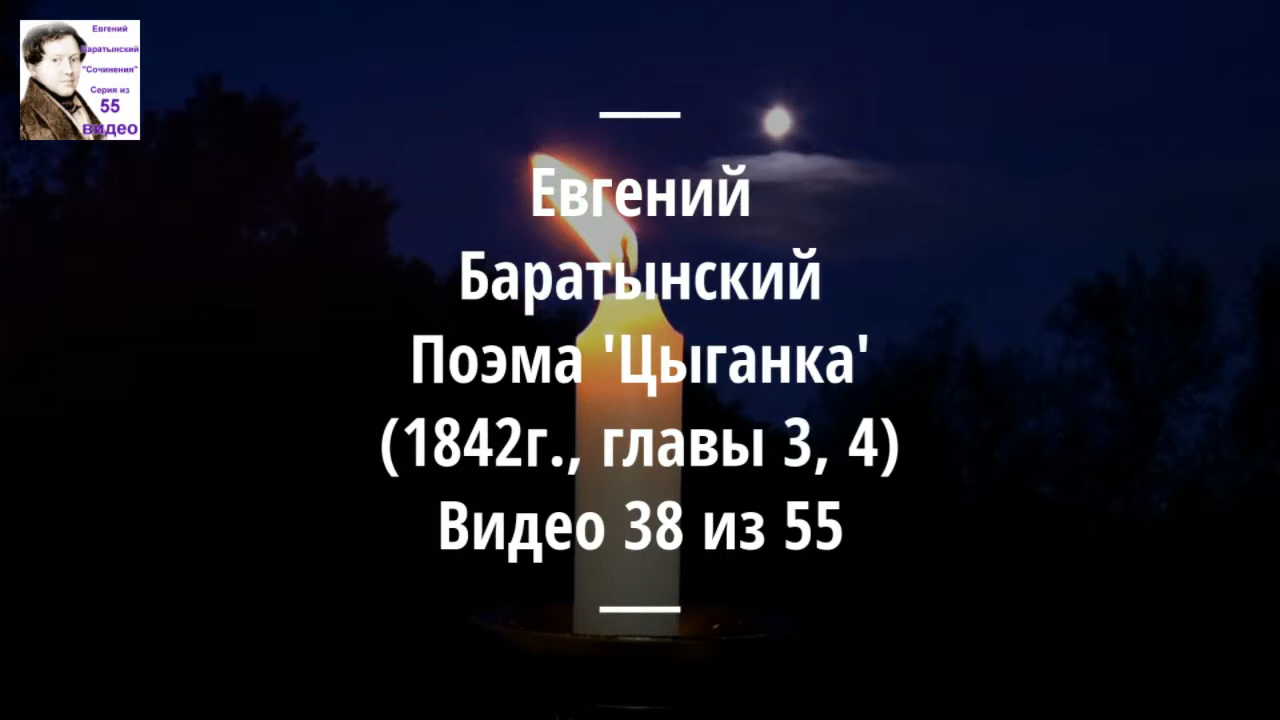 Евгений
Баратынский
"Сочинения"
Серия из
55
видео
Евгений
Баратынский
Поэма 'Цыганка'
(1842г., главы 3, 4)
Видео 38 из 55